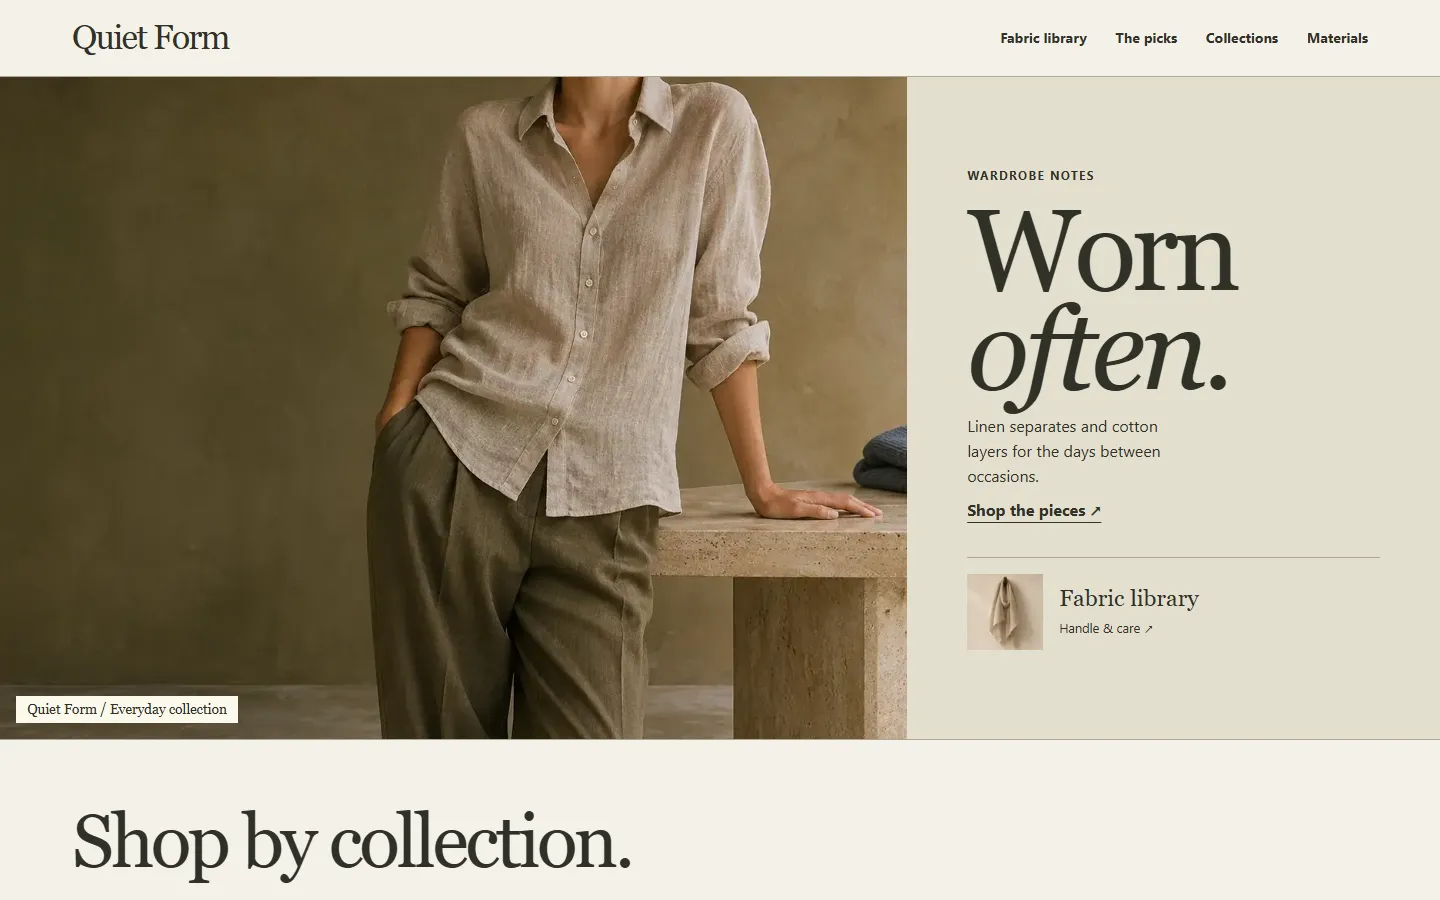 Quiet Form
Fabric library
The picks
Collections
Materials
WARDROBE NOTES
Worn
often.
Linen separates and cotton
layers for the days between
occasions.
Shop the pieces ↗
Fabric library
Handle & care ↗
Quiet Form / Everyday collection
Shop by collection.